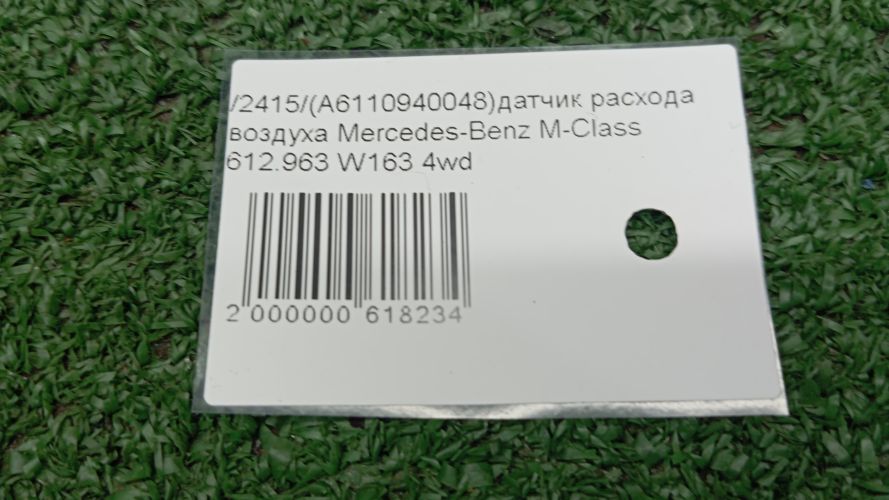 /2415/(A6110940048)датчик расхода
воздуха Mercedes-Benz M-Class
612.963 W163 4wd
2 000000 618234